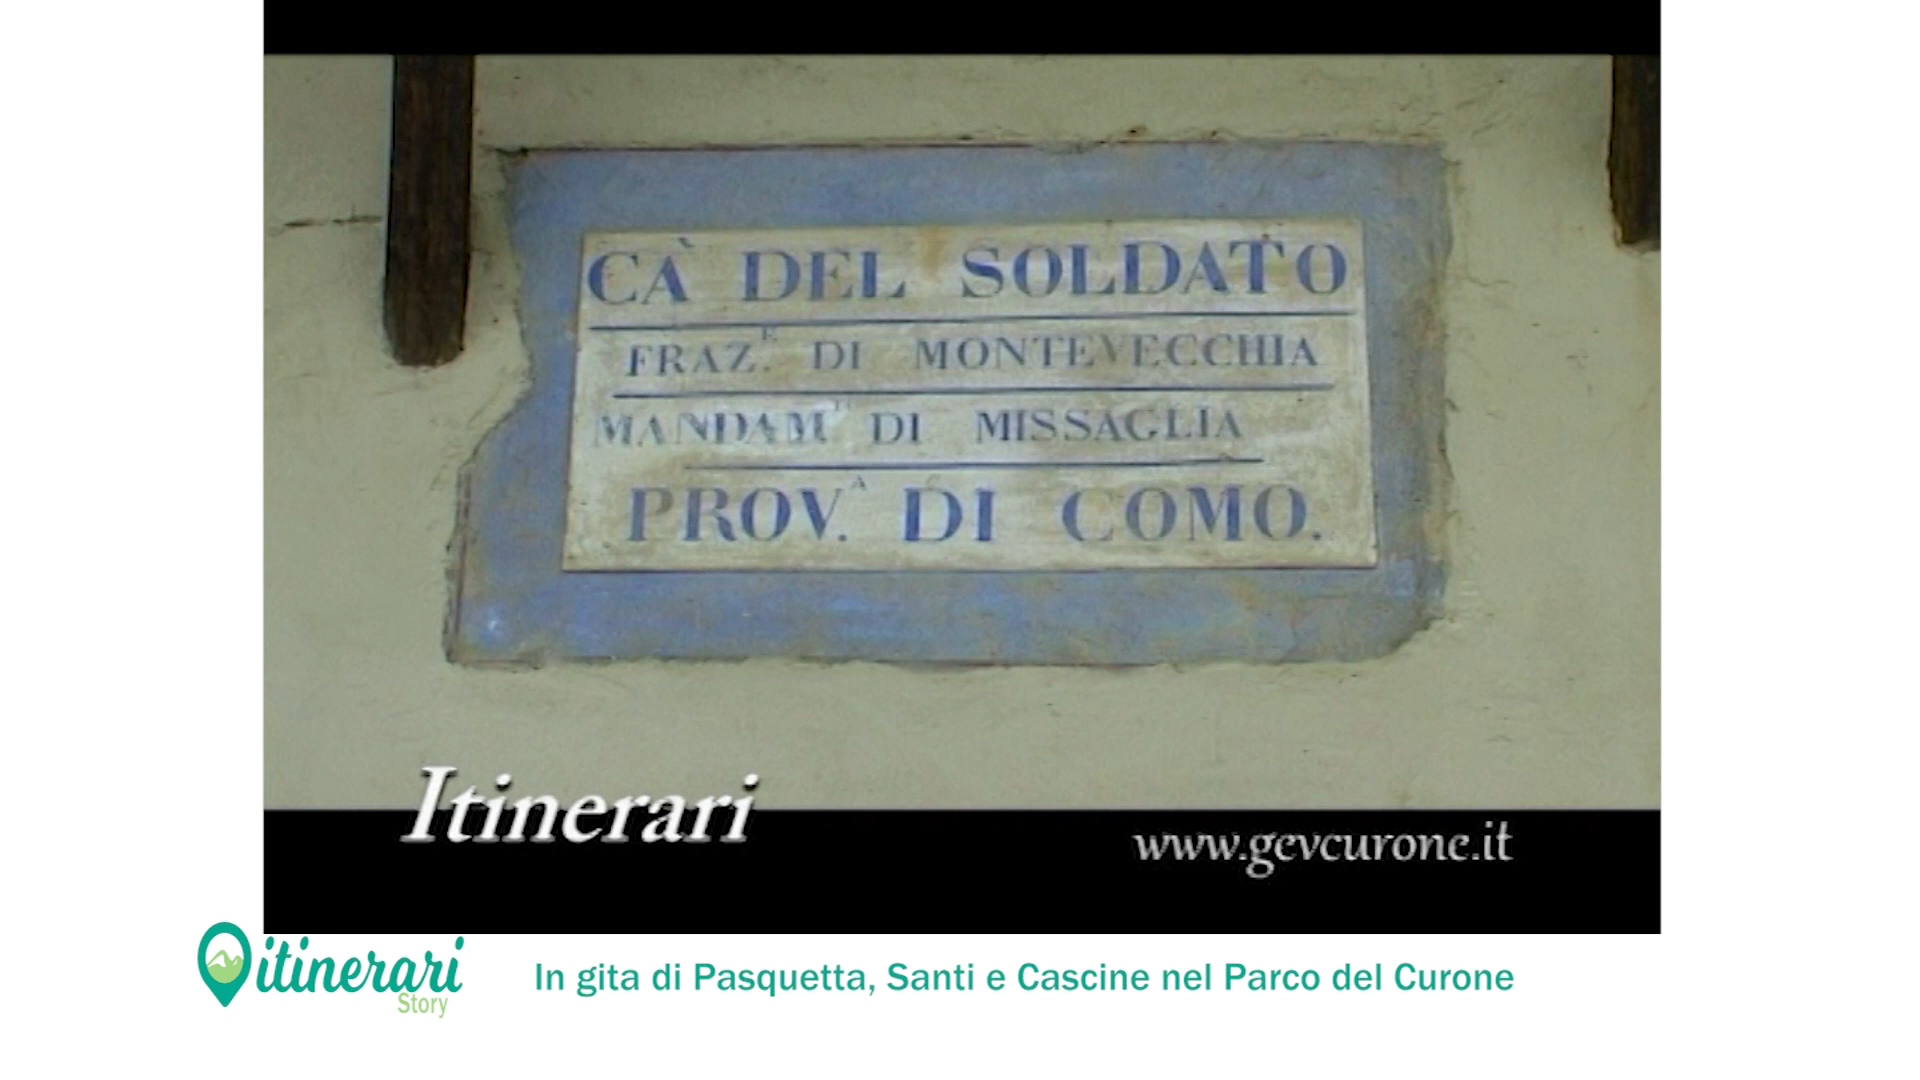 CÀ DEL SOLDATO
FRAZ.E DI MONTEVECCHIA
MANDAM.TO DI MISSAGLIA
PROV.A DI COMO.
Itinerari
www.gevcurone.it
itinerari
Story
In gita di Pasquetta, Santi e Cascine nel Parco del Curone